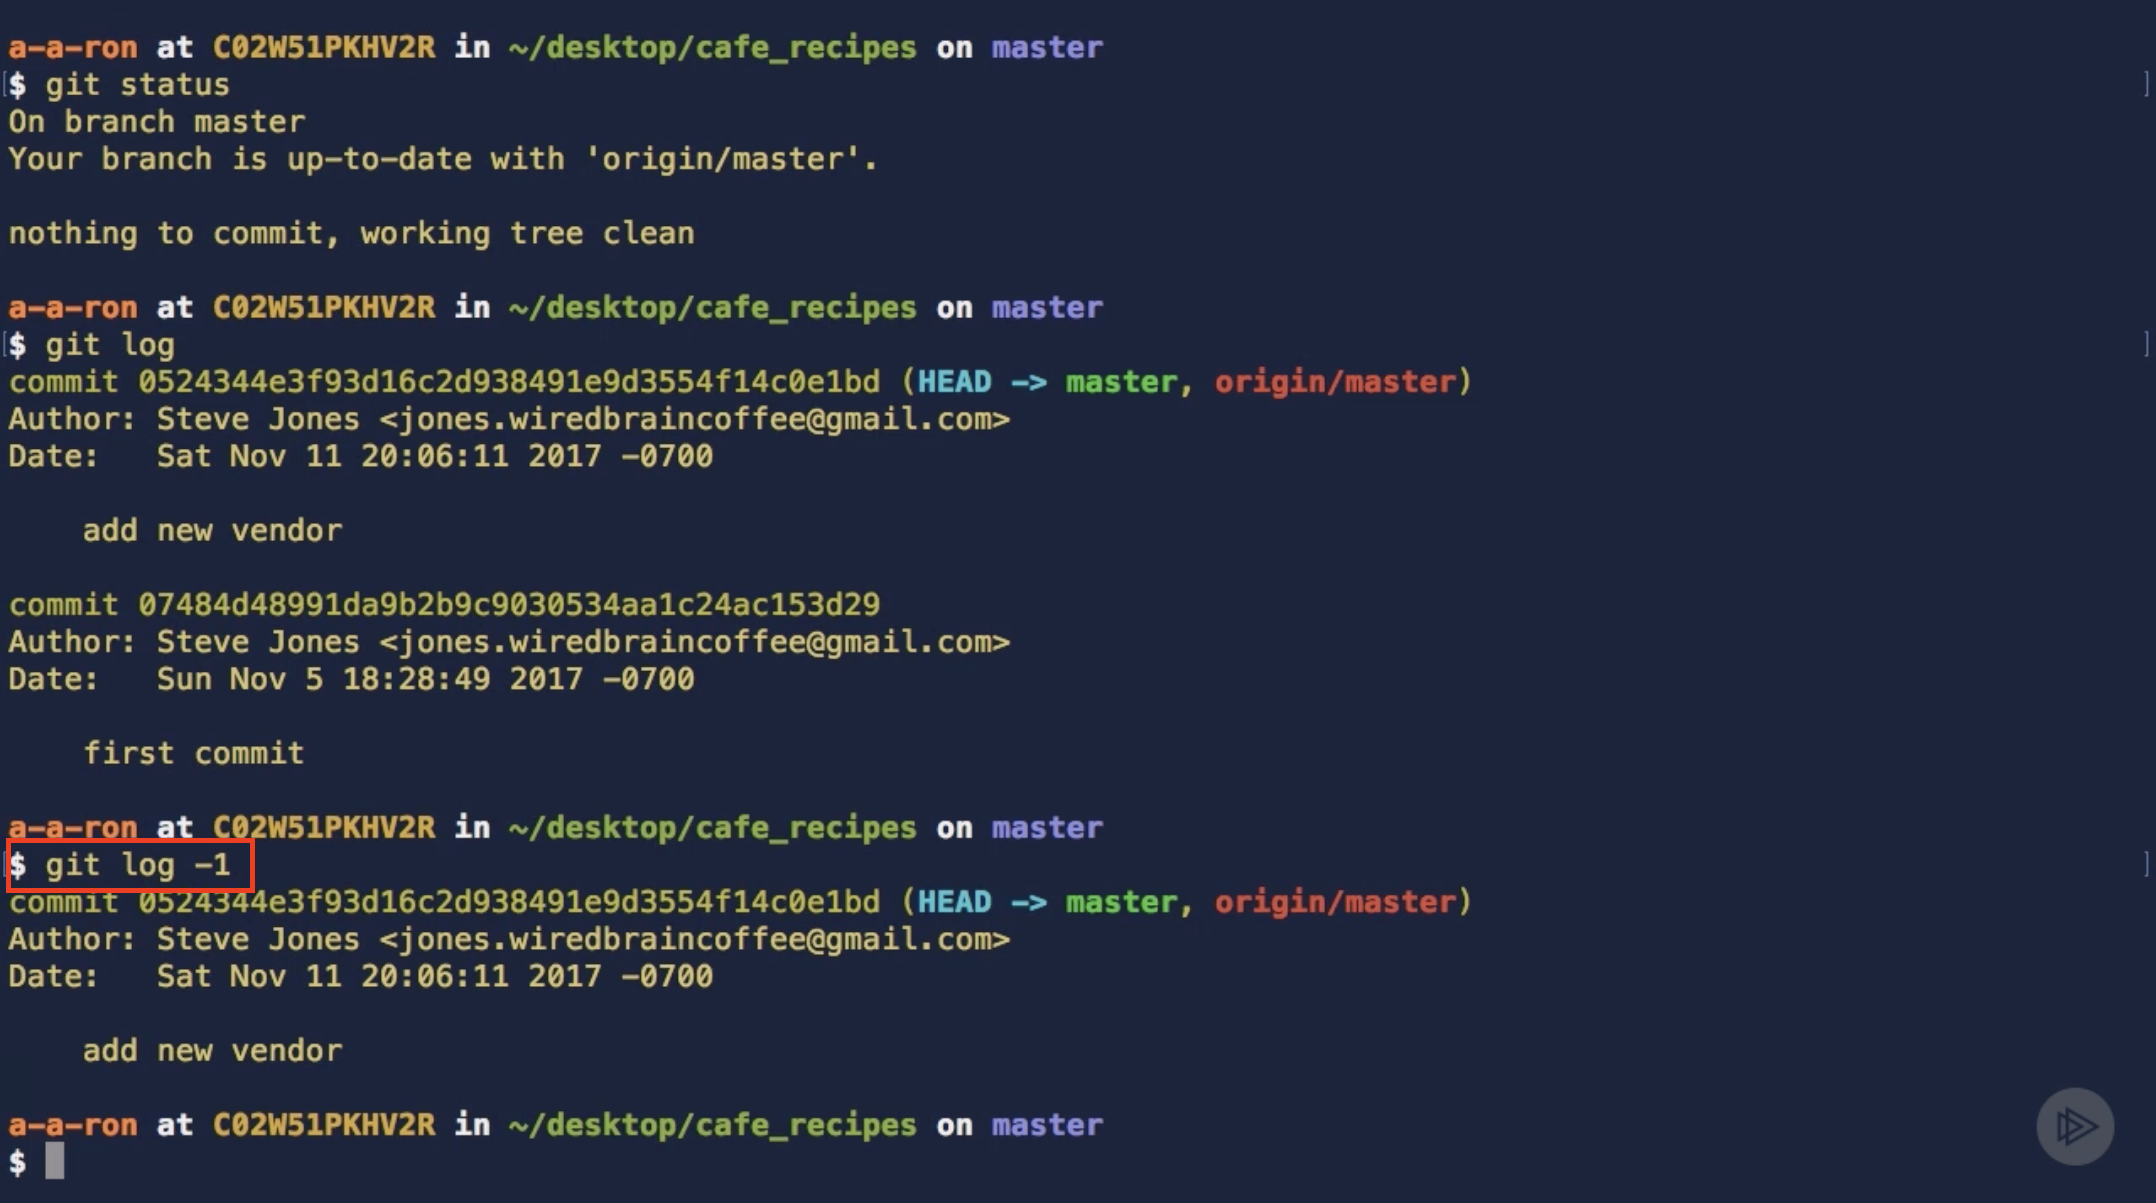 a-a-ron at C02W51PKHV2R in ~/desktop/cafe_recipes on master
[$ git status ]
On branch master
Your branch is up-to-date with 'origin/master'.
nothing to commit, working tree clean
a-a-ron at C02W51PKHV2R in ~/desktop/cafe_recipes on master
[$ git log ]
commit 0524344e3f93d16c2d938491e9d3554f14c0e1bd (HEAD -> master, origin/master)
Author: Steve Jones <jones.wiredbraincoffee@gmail.com>
Date:   Sat Nov 11 20:06:11 2017 -0700
    add new vendor
commit 07484d48991da9b2b9c9030534aa1c24ac153d29
Author: Steve Jones <jones.wiredbraincoffee@gmail.com>
Date:   Sun Nov 5 18:28:49 2017 -0700
    first commit
a-a-ron at C02W51PKHV2R in ~/desktop/cafe_recipes on master
[$ git log -1 ]
commit 0524344e3f93d16c2d938491e9d3554f14c0e1bd (HEAD -> master, origin/master)
Author: Steve Jones <jones.wiredbraincoffee@gmail.com>
Date:   Sat Nov 11 20:06:11 2017 -0700
    add new vendor
a-a-ron at C02W51PKHV2R in ~/desktop/cafe_recipes on master
$